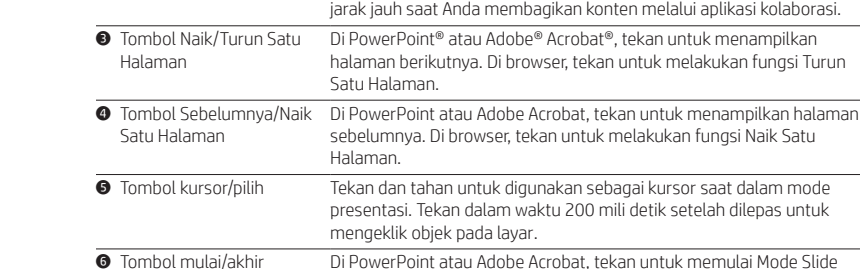 jarak jauh saat Anda membagikan konten melalui aplikasi kolaborasi.
❸ Tombol Naik/Turun Satu Halaman
Di PowerPoint® atau Adobe® Acrobat®, tekan untuk menampilkan
halaman berikutnya. Di browser, tekan untuk melakukan fungsi Turun
Satu Halaman.
❹ Tombol Sebelumnya/Naik
Satu Halaman
Di PowerPoint atau Adobe Acrobat, tekan untuk menampilkan halaman
sebelumnya. Di browser, tekan untuk melakukan fungsi Naik Satu
Halaman.
❺ Tombol kursor/pilih
Tekan dan tahan untuk digunakan sebagai kursor saat dalam mode
presentasi. Tekan dalam waktu 200 mili detik setelah dilepas untuk
mengeklik objek pada layar.
❻ Tombol mulai/akhir
Di PowerPoint atau Adobe Acrobat, tekan untuk memulai Mode Slide